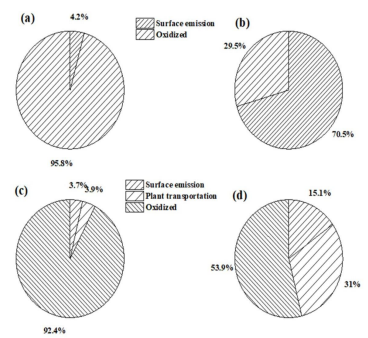 (a)
4.2%
Surface emission
Oxidized
95.8%
(b)
29.5%
70.5%
(c)
3.7%
3.9%
Surface emission
Plant transportation
Oxidized
92.4%
(d)
15.1%
53.9%
31%